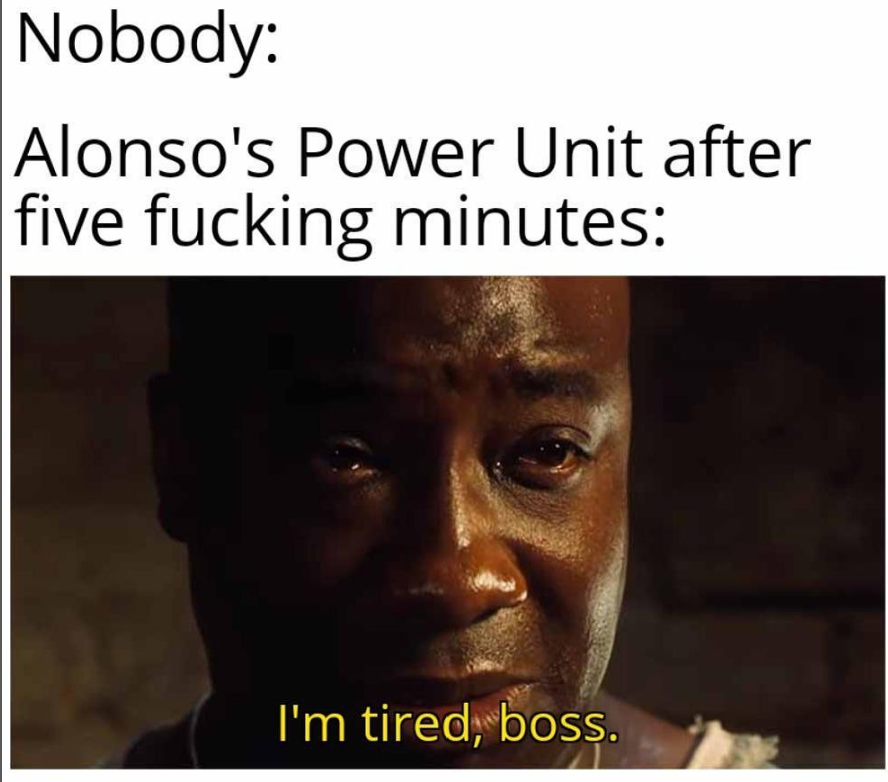 Nobody:
Alonso's Power Unit after
five fucking minutes:
I'm tired, boss.